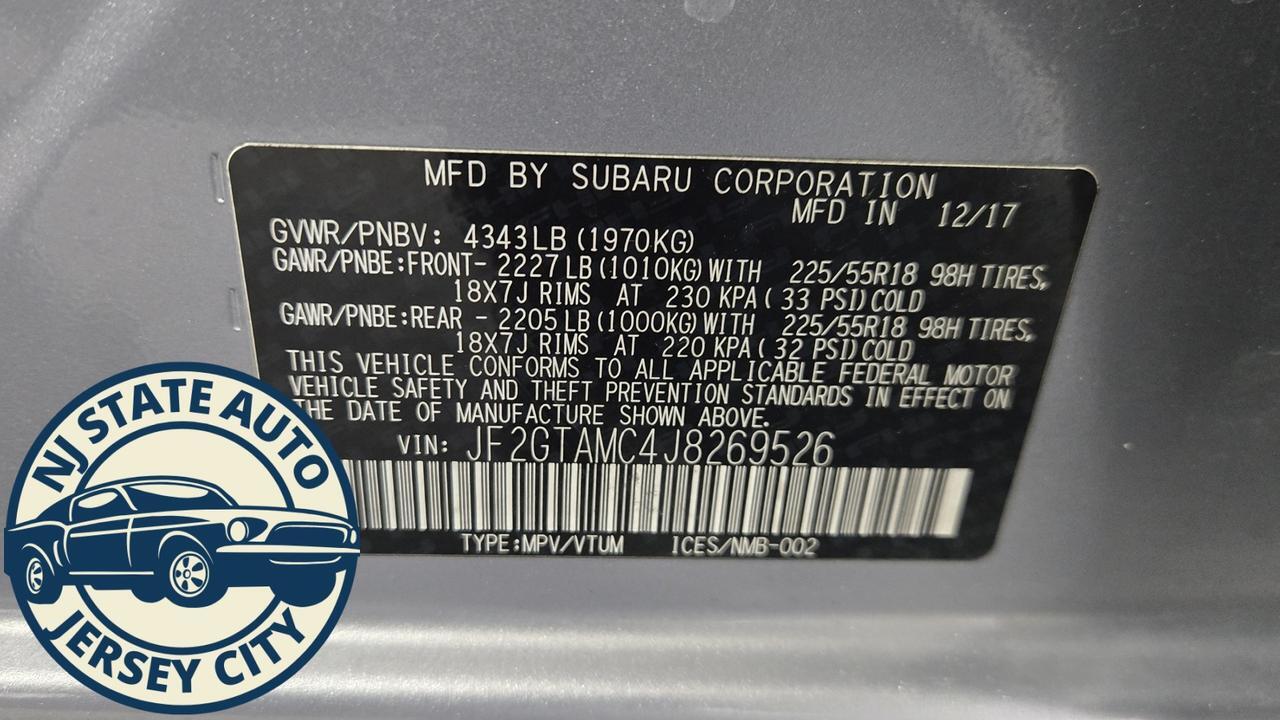 MFD BY SUBARU CORPORATION
MFD IN 12/17
GVWR/PNBV: 4343LB (1970KG)
GAWR/PNBE:FRONT- 2227LB (1010KG) WITH 225/55R18 98H TIRES,
18X7J RIMS AT 230 KPA( 33 PSI) COLD
GAWR/PNBE:REAR - 2205LB (1000KG) WITH 225/55R18 98H TIRES,
18X7J RIMS AT 220 KPA( 32 PSI) COLD
THIS VEHICLE CONFORMS TO ALL APPLICABLE FEDERAL MOTOR
VEHICLE SAFETY AND THEFT PREVENTION STANDARDS IN EFFECT ON
THE DATE OF MANUFACTURE SHOWN ABOVE.
VIN: JF2GTAMC4J8269526
TYPE:MPV/VTUM ICES/NMB-002
NJ STATE AUTO
JERSEY CITY